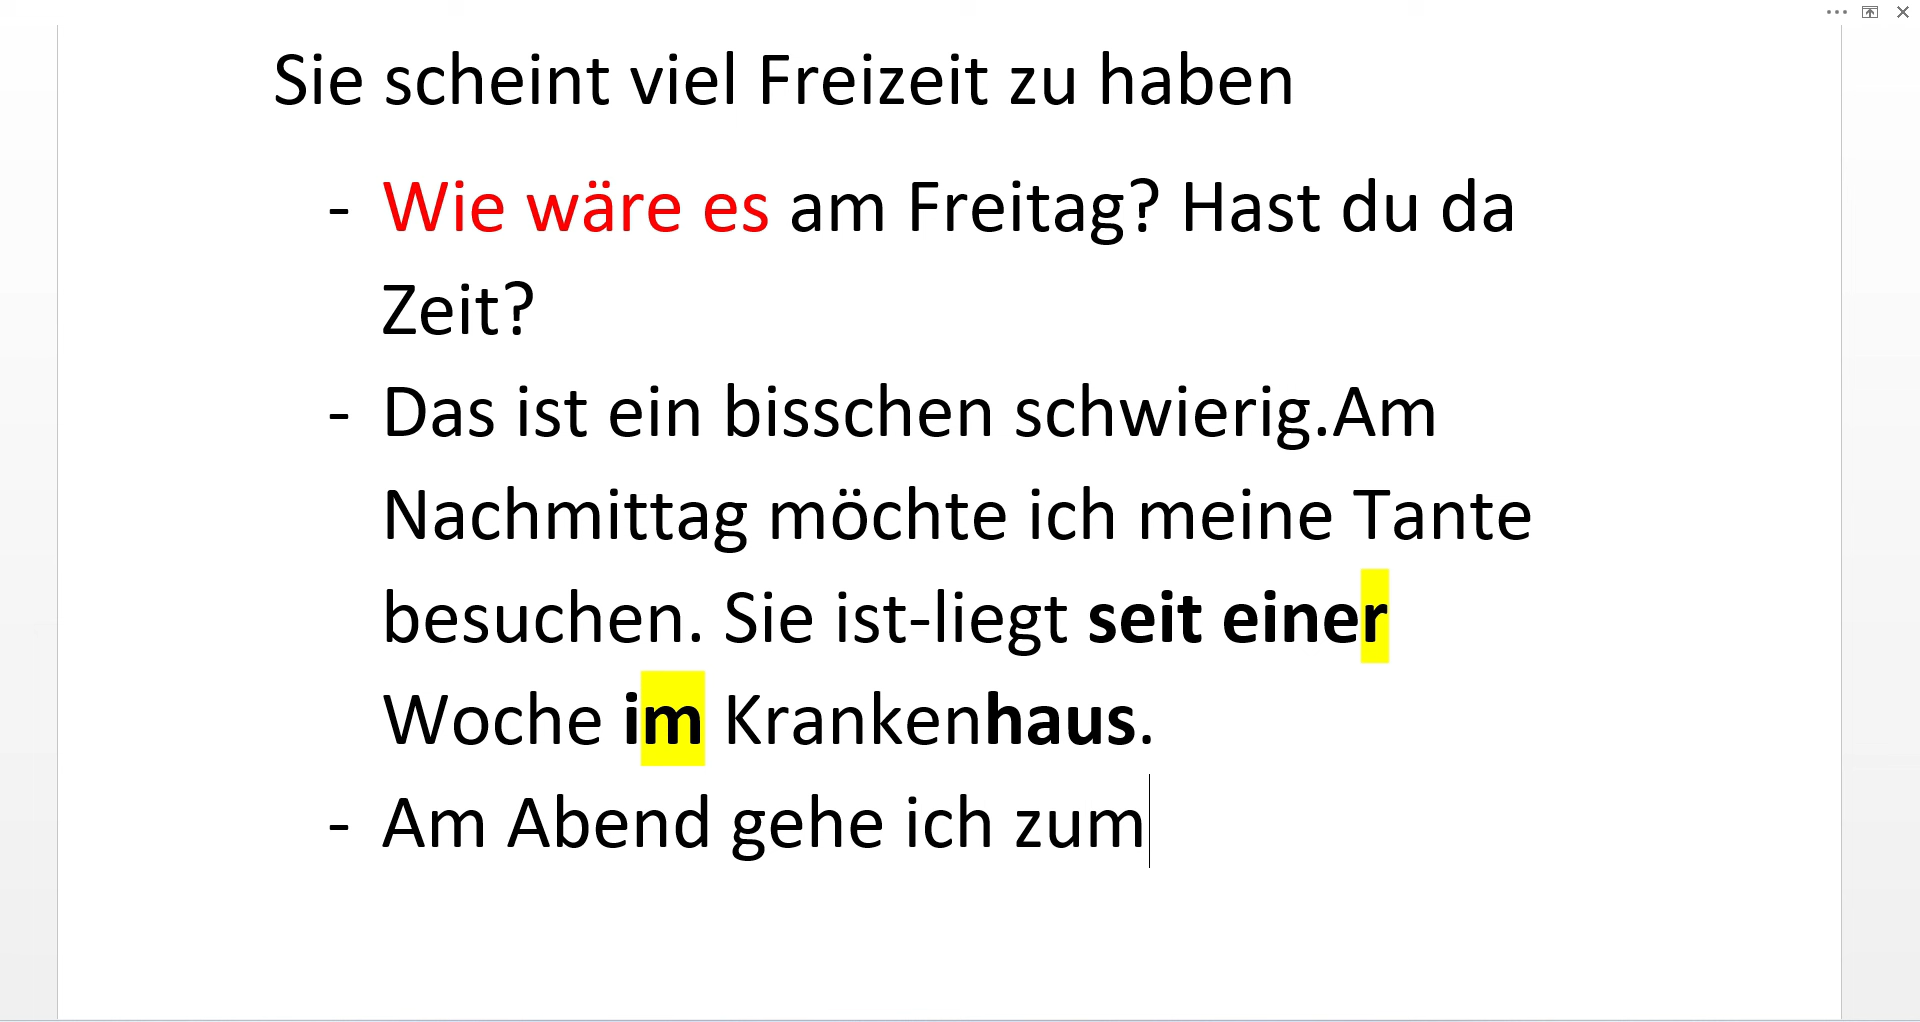 Sie scheint viel Freizeit zu haben
- Wie wäre es am Freitag? Hast du da
Zeit?
- Das ist ein bisschen schwierig.Am
Nachmittag möchte ich meine Tante
besuchen. Sie ist-liegt seit einer
Woche im Krankenhaus.
- Am Abend gehe ich zum